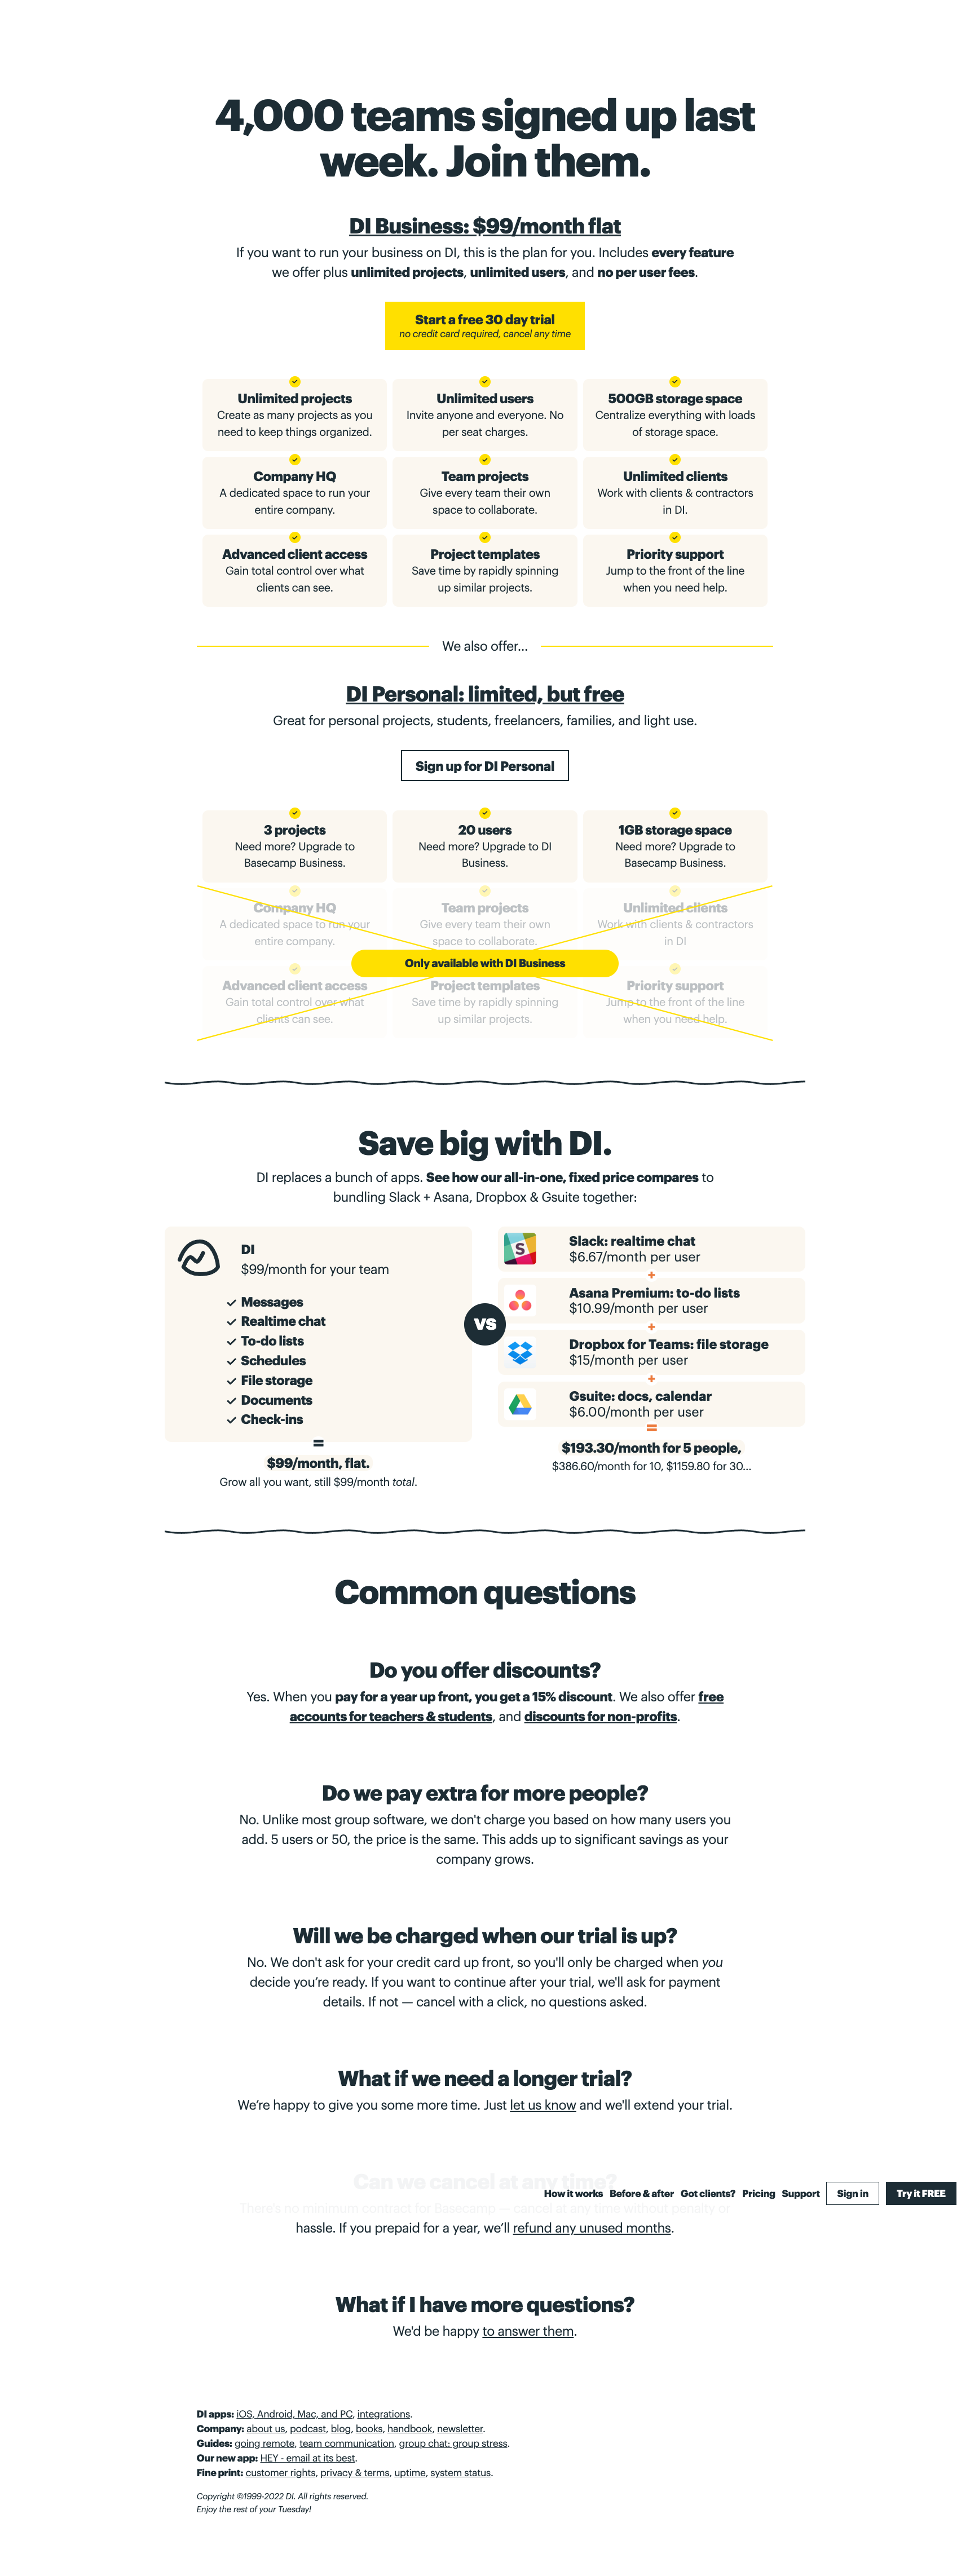 4,000 teams signed up last
week. Join them.
DI Business: $99/month flat
If you want to run your business on DI, this is the plan for you. Includes every feature
we offer plus unlimited projects, unlimited users, and no per user fees.
Start a free 30 day trial
no credit card required, cancel any time
Unlimited projects
Create as many projects as you
need to keep things organized.
Unlimited users
Invite anyone and everyone. No
per seat charges.
500GB storage space
Centralize everything with loads
of storage space.
Company HQ
A dedicated space to run your
entire company.
Team projects
Give every team their own
space to collaborate.
Unlimited clients
Work with clients & contractors
in DI.
Advanced client access
Gain total control over what
clients can see.
Project templates
Save time by rapidly spinning
up similar projects.
Priority support
Jump to the front of the line
when you need help.
We also offer...
DI Personal: limited, but free
Great for personal projects, students, freelancers, families, and light use.
Sign up for DI Personal
3 projects
Need more? Upgrade to
Basecamp Business.
20 users
Need more? Upgrade to DI
Business.
1GB storage space
Need more? Upgrade to
Basecamp Business.
Company HQ
A dedicated space to run your
entire company.
Team projects
Give every team their own
space to collaborate.
Unlimited clients
Work with clients & contractors
in DI
Only available with DI Business
Advanced client access
Gain total control over what
clients can see.
Project templates
Save time by rapidly spinning
up similar projects.
Priority support
Jump to the front of the line
when you need help.
Save big with DI.
DI replaces a bunch of apps. See how our all-in-one, fixed price compares to
bundling Slack + Asana, Dropbox & Gsuite together:
DI
$99/month for your team
Messages
Realtime chat
To-do lists
Schedules
File storage
Documents
Check-ins
=
$99/month, flat.
Grow all you want, still $99/month total.
VS
S
Slack: realtime chat
$6.67/month per user
+
Asana Premium: to-do lists
$10.99/month per user
+
Dropbox for Teams: file storage
$15/month per user
+
Gsuite: docs, calendar
$6.00/month per user
=
$193.30/month for 5 people,
$386.60/month for 10, $1159.80 for 30...
Common questions
Do you offer discounts?
Yes. When you pay for a year up front, you get a 15% discount. We also offer free
accounts for teachers & students, and discounts for non-profits.
Do we pay extra for more people?
No. Unlike most group software, we don't charge you based on how many users you
add. 5 users or 50, the price is the same. This adds up to significant savings as your
company grows.
Will we be charged when our trial is up?
No. We don't ask for your credit card up front, so you'll only be charged when you
decide you’re ready. If you want to continue after your trial, we'll ask for payment
details. If not — cancel with a click, no questions asked.
What if we need a longer trial?
We’re happy to give you some more time. Just let us know and we'll extend your trial.
Can we cancel at any time?
How it works Before & after Got clients? Pricing Support Sign in Try it FREE
There's no minimum contract for Basecamp — cancel at any time without penalty or
hassle. If you prepaid for a year, we’ll refund any unused months.
What if I have more questions?
We'd be happy to answer them.
DI apps: iOS, Android, Mac, and PC, integrations.
Company: about us, podcast, blog, books, handbook, newsletter.
Guides: going remote, team communication, group chat: group stress.
Our new app: HEY - email at its best.
Fine print: customer rights, privacy & terms, uptime, system status.
Copyright ©1999-2022 DI. All rights reserved.
Enjoy the rest of your Tuesday!